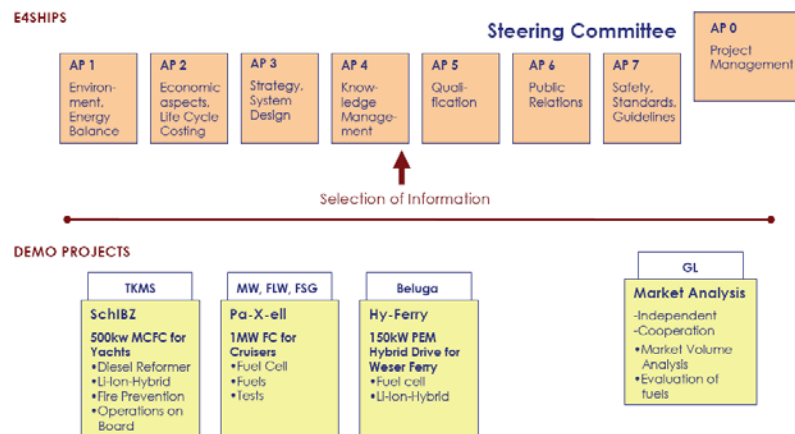 E4SHIPS
Steering Committee
AP 0
Project
Management
AP 1
Environ-
ment,
Energy
Balance
AP 2
Economic
aspects,
Life Cycle
Costing
AP 3
Strategy,
System
Design
AP 4
Know-
ledge
Manage-
ment
AP 5
Quali-
fication
AP 6
Public
Relations
AP 7
Safety,
Standards,
Guidelines
Selection of Information
DEMO PROJECTS
TKMS
SchIBZ
500kw MCFC for
Yachts
•Diesel Reformer
•Li-Ion-Hybrid
•Fire Prevention
•Operations on
Board
MW, FLW, FSG
Pa-X-ell
1MW FC for
Cruisers
•Fuel Cell
•Fuels
•Tests
Beluga
Hy-Ferry
150kW PEM
Hybrid Drive for
Weser Ferry
•Fuel cell
•Li-Ion-Hybrid
GL
Market Analysis
-Independent
-Cooperation
•Market Volume
Analysis
•Evaluation of
fuels